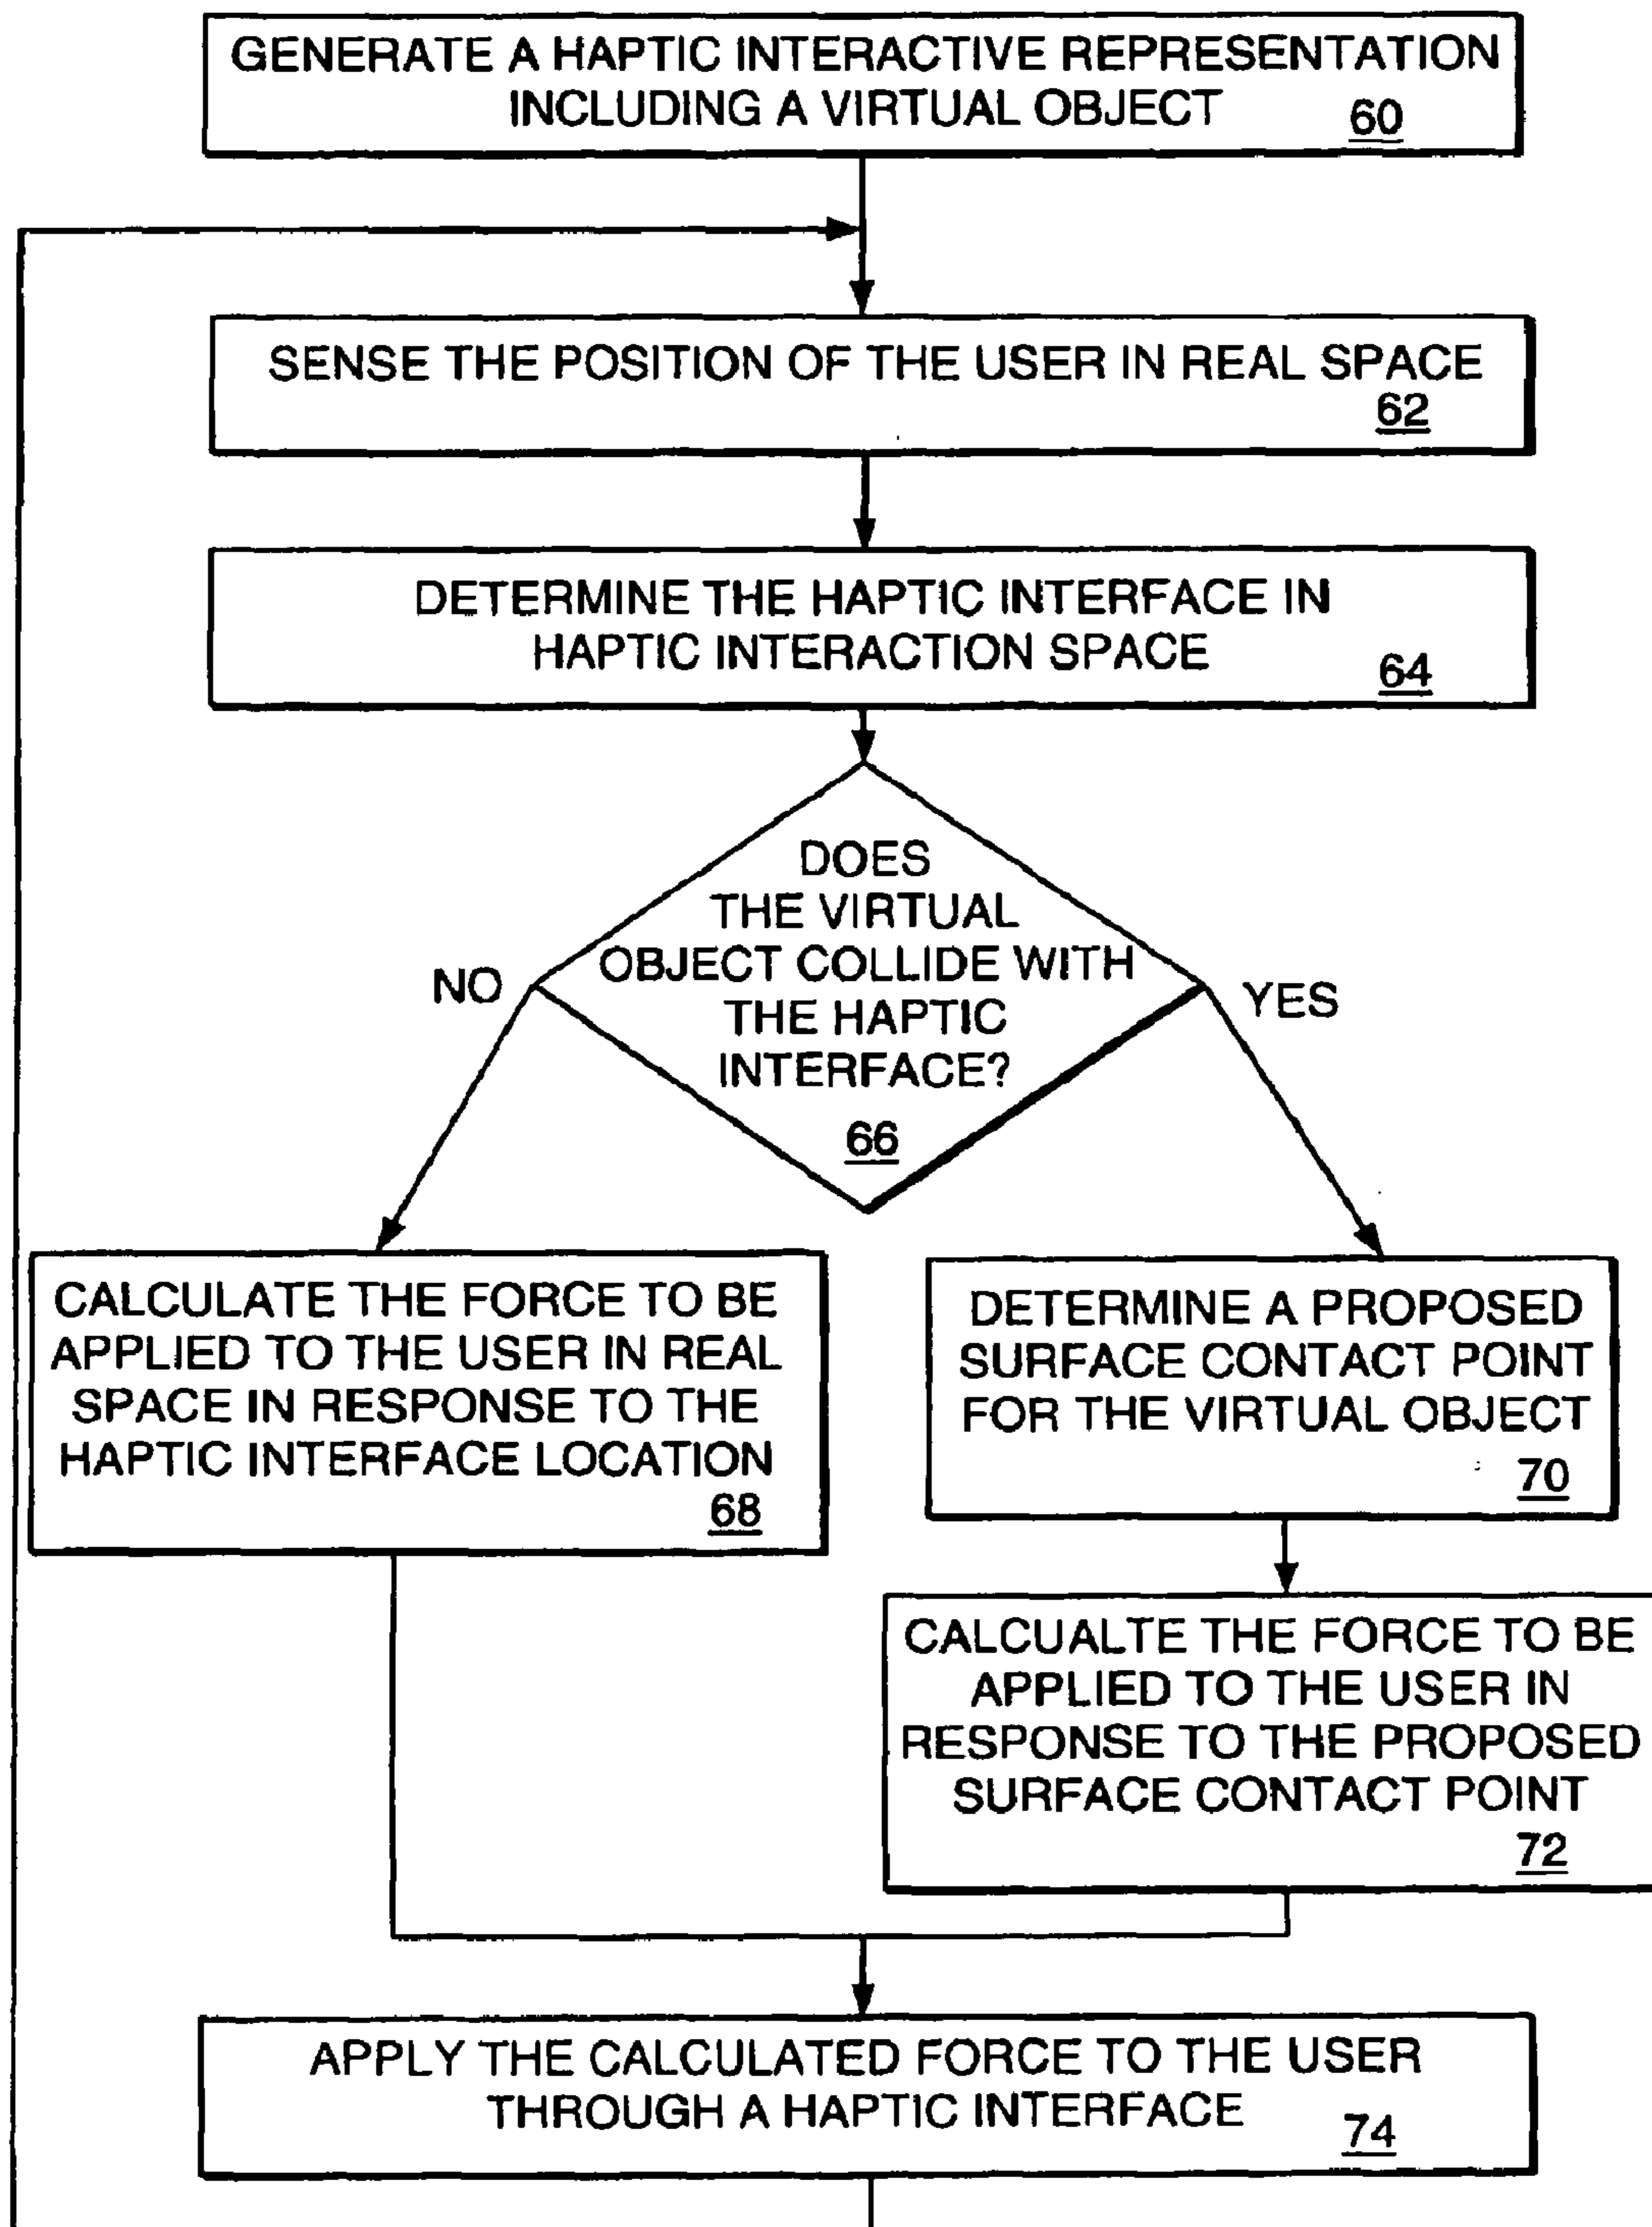 GENERATE A HAPTIC INTERACTIVE REPRESENTATION
INCLUDING A VIRTUAL OBJECT
60
SENSE THE POSITION OF THE USER IN REAL SPACE
62
DETERMINE THE HAPTIC INTERFACE IN
HAPTIC INTERACTION SPACE
64
DOES
THE VIRTUAL
OBJECT COLLIDE WITH
THE HAPTIC
INTERFACE?
66
NO
YES
CALCULATE THE FORCE TO BE
APPLIED TO THE USER IN REAL
SPACE IN RESPONSE TO THE
HAPTIC INTERFACE LOCATION
68
DETERMINE A PROPOSED
SURFACE CONTACT POINT
FOR THE VIRTUAL OBJECT
70
CALCUALTE THE FORCE TO BE
APPLIED TO THE USER IN
RESPONSE TO THE PROPOSED
SURFACE CONTACT POINT
72
APPLY THE CALCULATED FORCE TO THE USER
THROUGH A HAPTIC INTERFACE
74